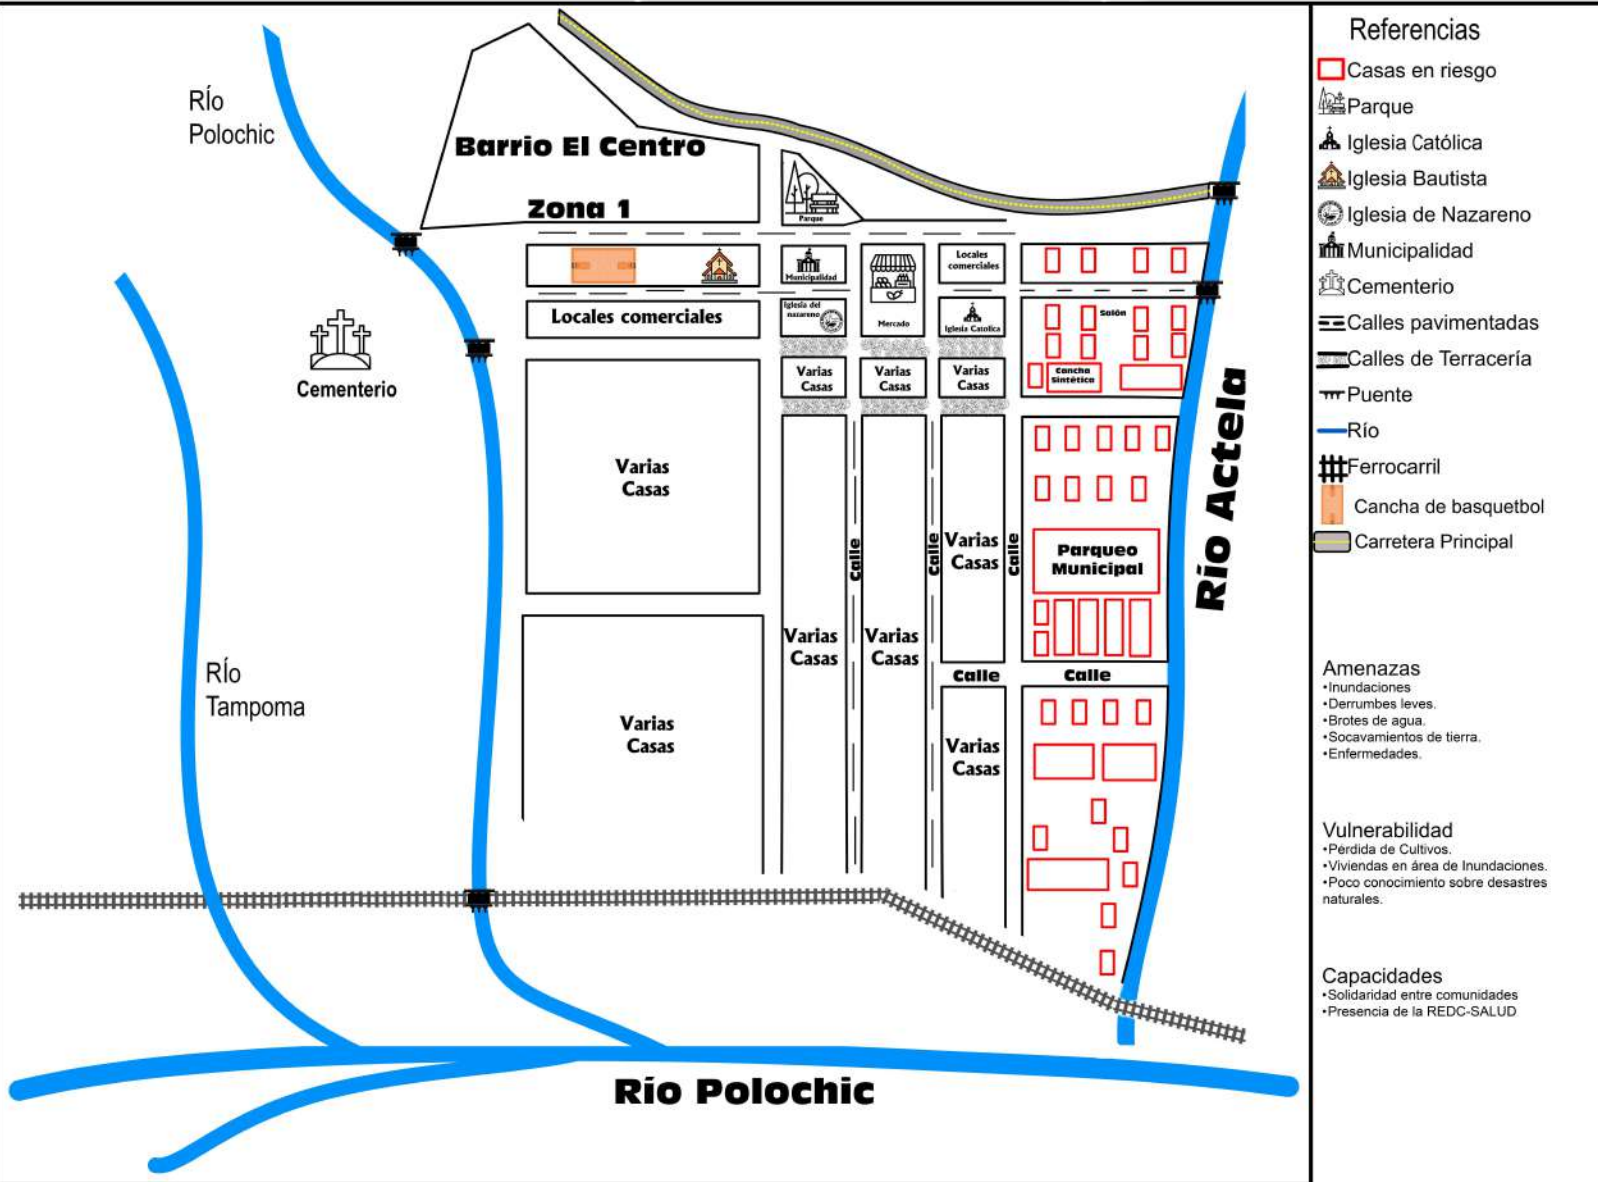 RÍo
Polochic
Barrio El Centro
Zona 1
Parque
Municipalidad
Locales
comerciales
Locales comerciales
Iglesia del
nazareno
Mercado
Iglesia Catolica
Salón
Cementerio
Varias
Casas
Varias
Casas
Varias
Casas
Cancha
Sintética
Varias
Casas
Calle
Calle
Varias
Casas
Calle
Parqueo
Municipal
Río Actela
Varias
Casas
Varias
Casas
RÍo
Tampoma
Calle
Calle
Varias
Casas
Varias
Casas
Río Polochic
Referencias
Casas en riesgo
Parque
Iglesia Católica
Iglesia Bautista
Iglesia de Nazareno
Municipalidad
Cementerio
Calles pavimentadas
Calles de Terracería
Puente
Río
Ferrocarril
Cancha de basquetbol
Carretera Principal
Amenazas
•Inundaciones
•Derrumbes leves.
•Brotes de agua.
•Socavamientos de tierra.
•Enfermedades.
Vulnerabilidad
•Pérdida de Cultivos.
•Viviendas en área de Inundaciones.
•Poco conocimiento sobre desastres
naturales.
Capacidades
•Solidaridad entre comunidades
•Presencia de la REDC-SALUD